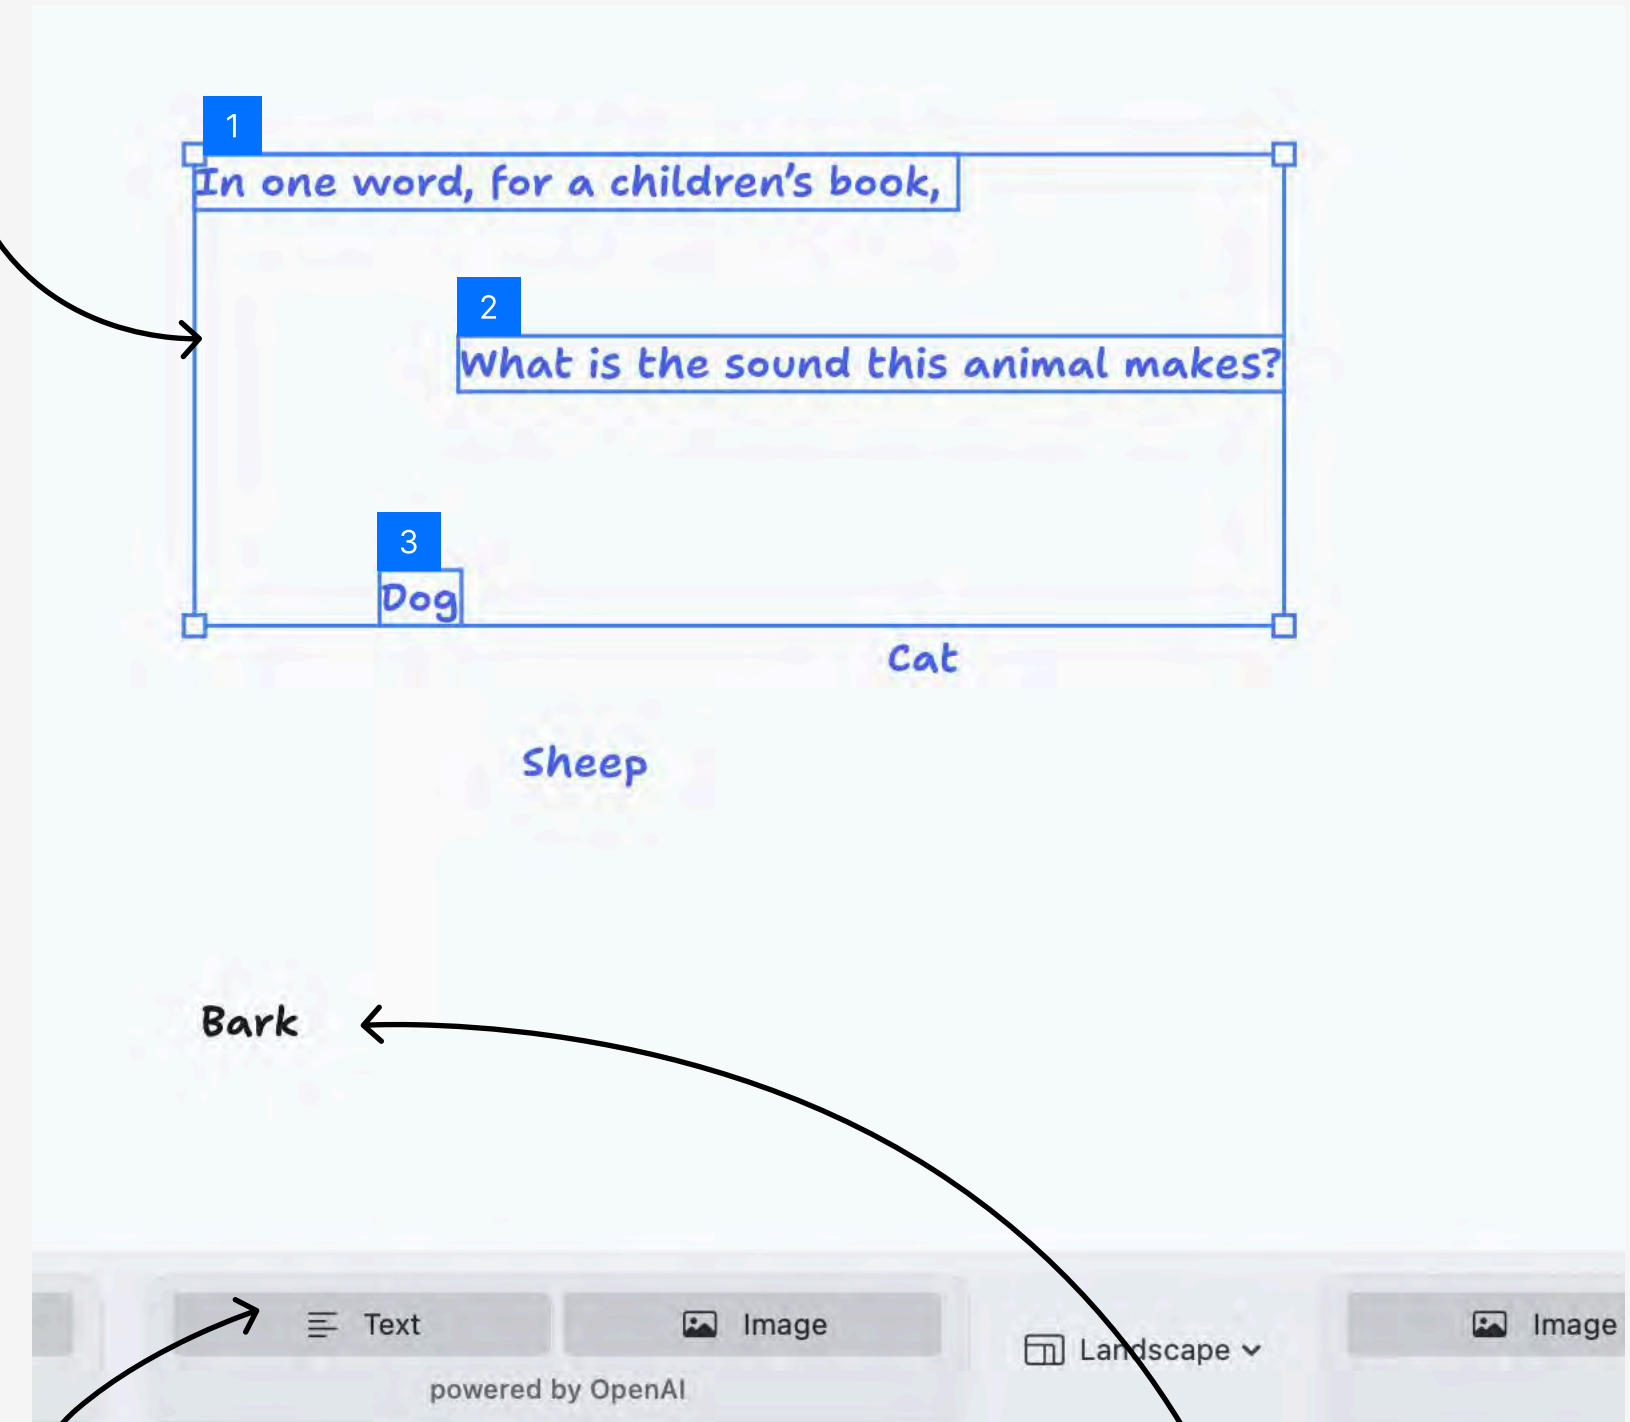 1
In one word, for a children's book,
2
What is the sound this animal makes?
3
Dog
Cat
Sheep
Bark
Text
Image
Landscape
Image
powered by OpenAI